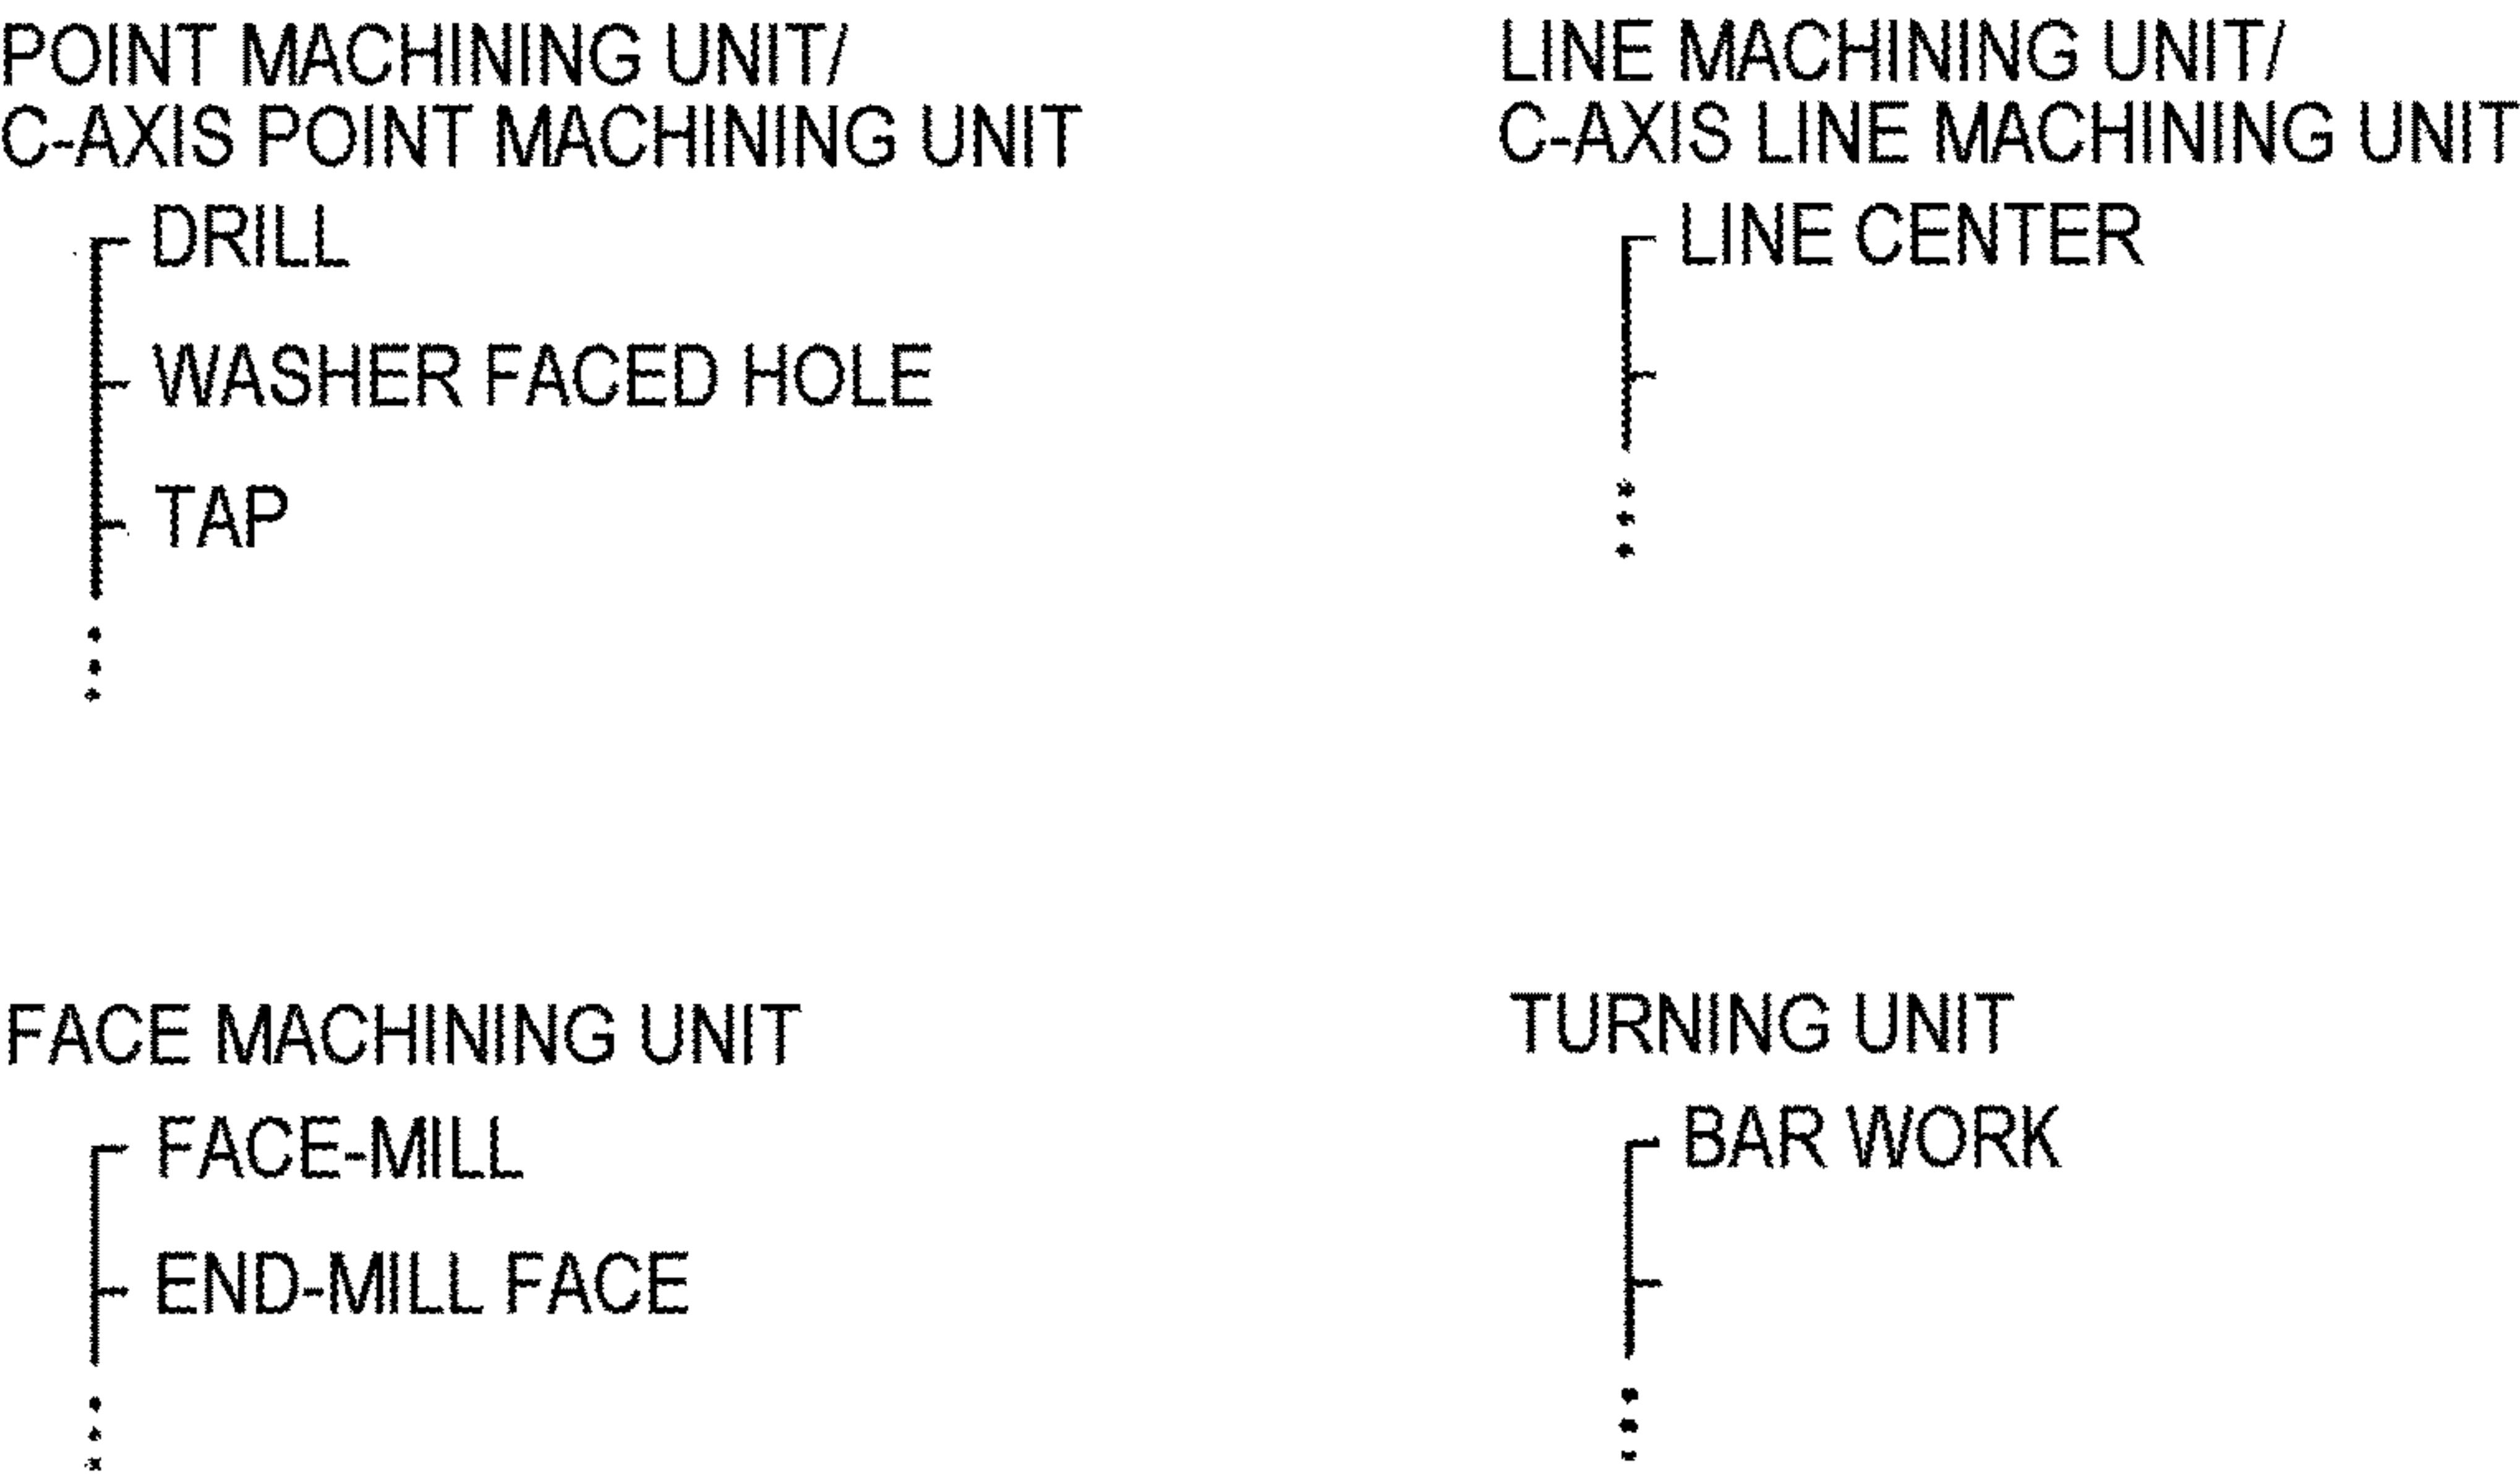 POINT MACHINING UNIT/
C-AXIS POINT MACHINING UNIT
DRILL
WASHER FACED HOLE
TAP
LINE MACHINING UNIT/
C-AXIS LINE MACHINING UNIT
LINE CENTER
FACE MACHINING UNIT
FACE-MILL
END-MILL FACE
TURNING UNIT
BAR WORK